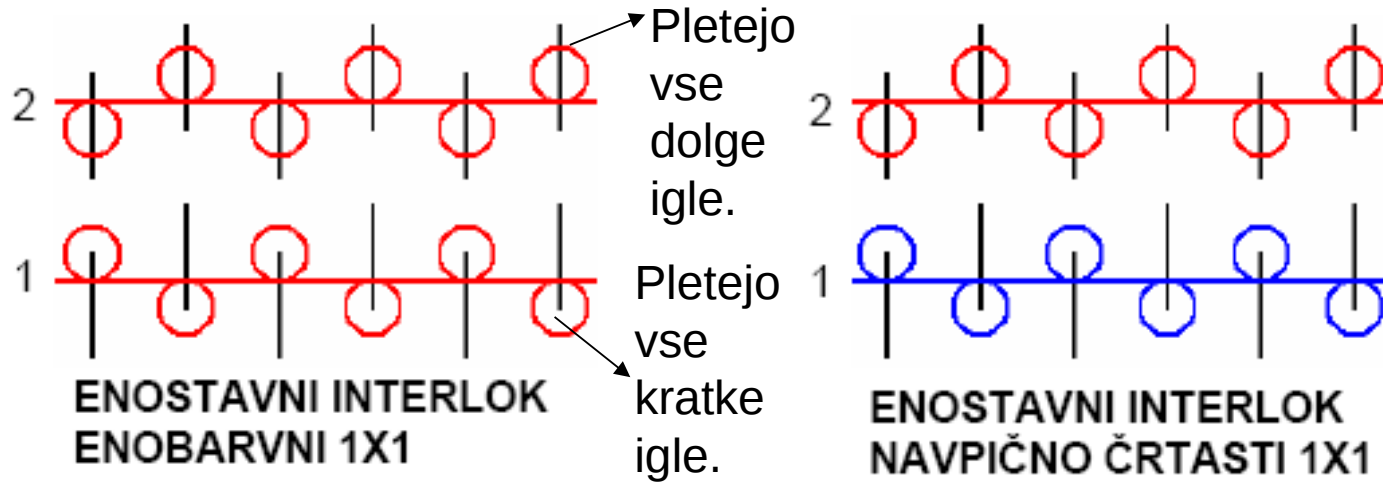 2
Pletejo
vse
dolge
igle.
1
Pletejo
vse
kratke
igle.
ENOSTAVNI INTERLOK
ENOBARVNI 1X1
2
1
ENOSTAVNI INTERLOK
NAVPIČNO ČRTASTI 1X1